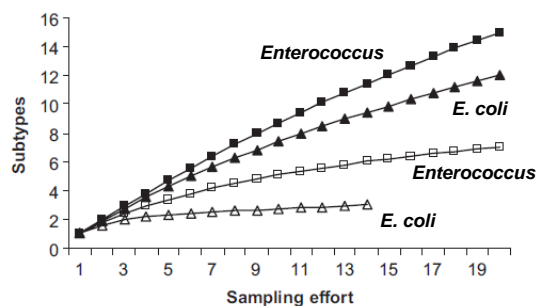 16
14
12
10
8
6
4
2
0
Subtypes
Enterococcus
E. coli
Enterococcus
E. coli
1 3 5 7 9 11 13 15 17 19
Sampling effort